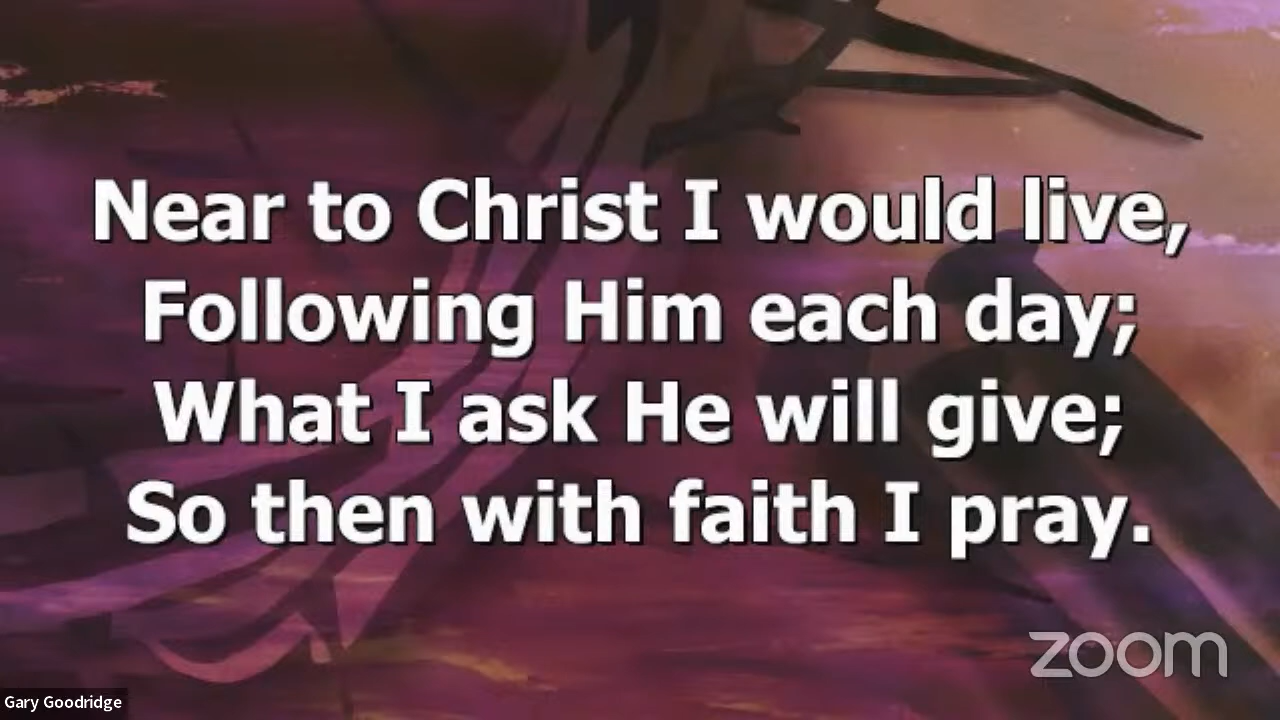 Near to Christ I would live,
Following Him each day;
What I ask He will give;
So then with faith I pray.
zoom
Gary Goodridge